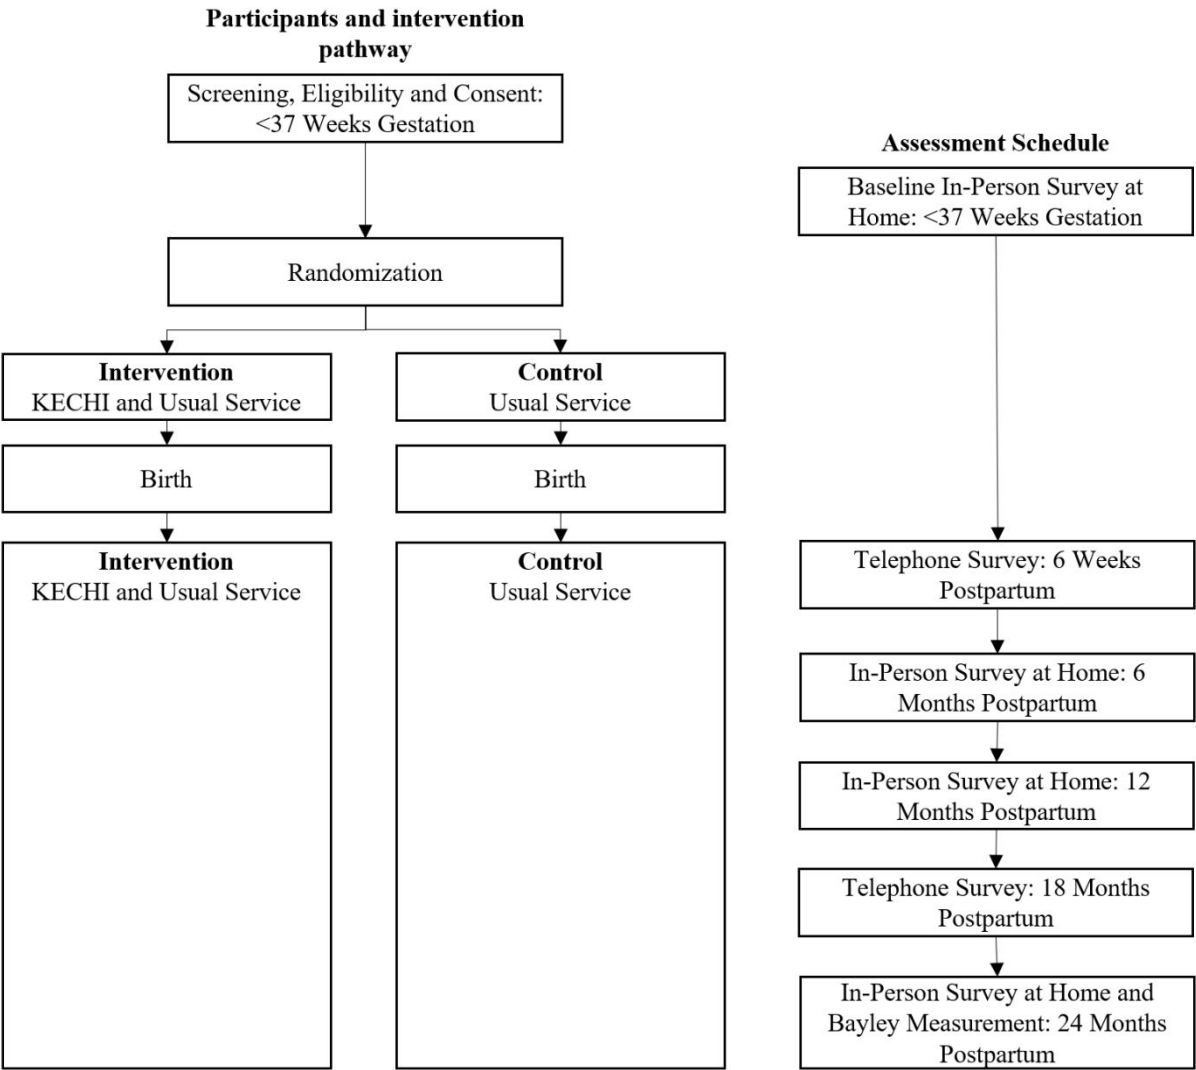 Participants and intervention
pathway
Screening, Eligibility and Consent:
<37 Weeks Gestation
Randomization
Intervention
KECHI and Usual Service
Control
Usual Service
Birth
Birth
Intervention
KECHI and Usual Service
Control
Usual Service
Assessment Schedule
Baseline In-Person Survey at
Home: <37 Weeks Gestation
Telephone Survey: 6 Weeks
Postpartum
In-Person Survey at Home: 6
Months Postpartum
In-Person Survey at Home: 12
Months Postpartum
Telephone Survey: 18 Months
Postpartum
In-Person Survey at Home and
Bayley Measurement: 24 Months
Postpartum